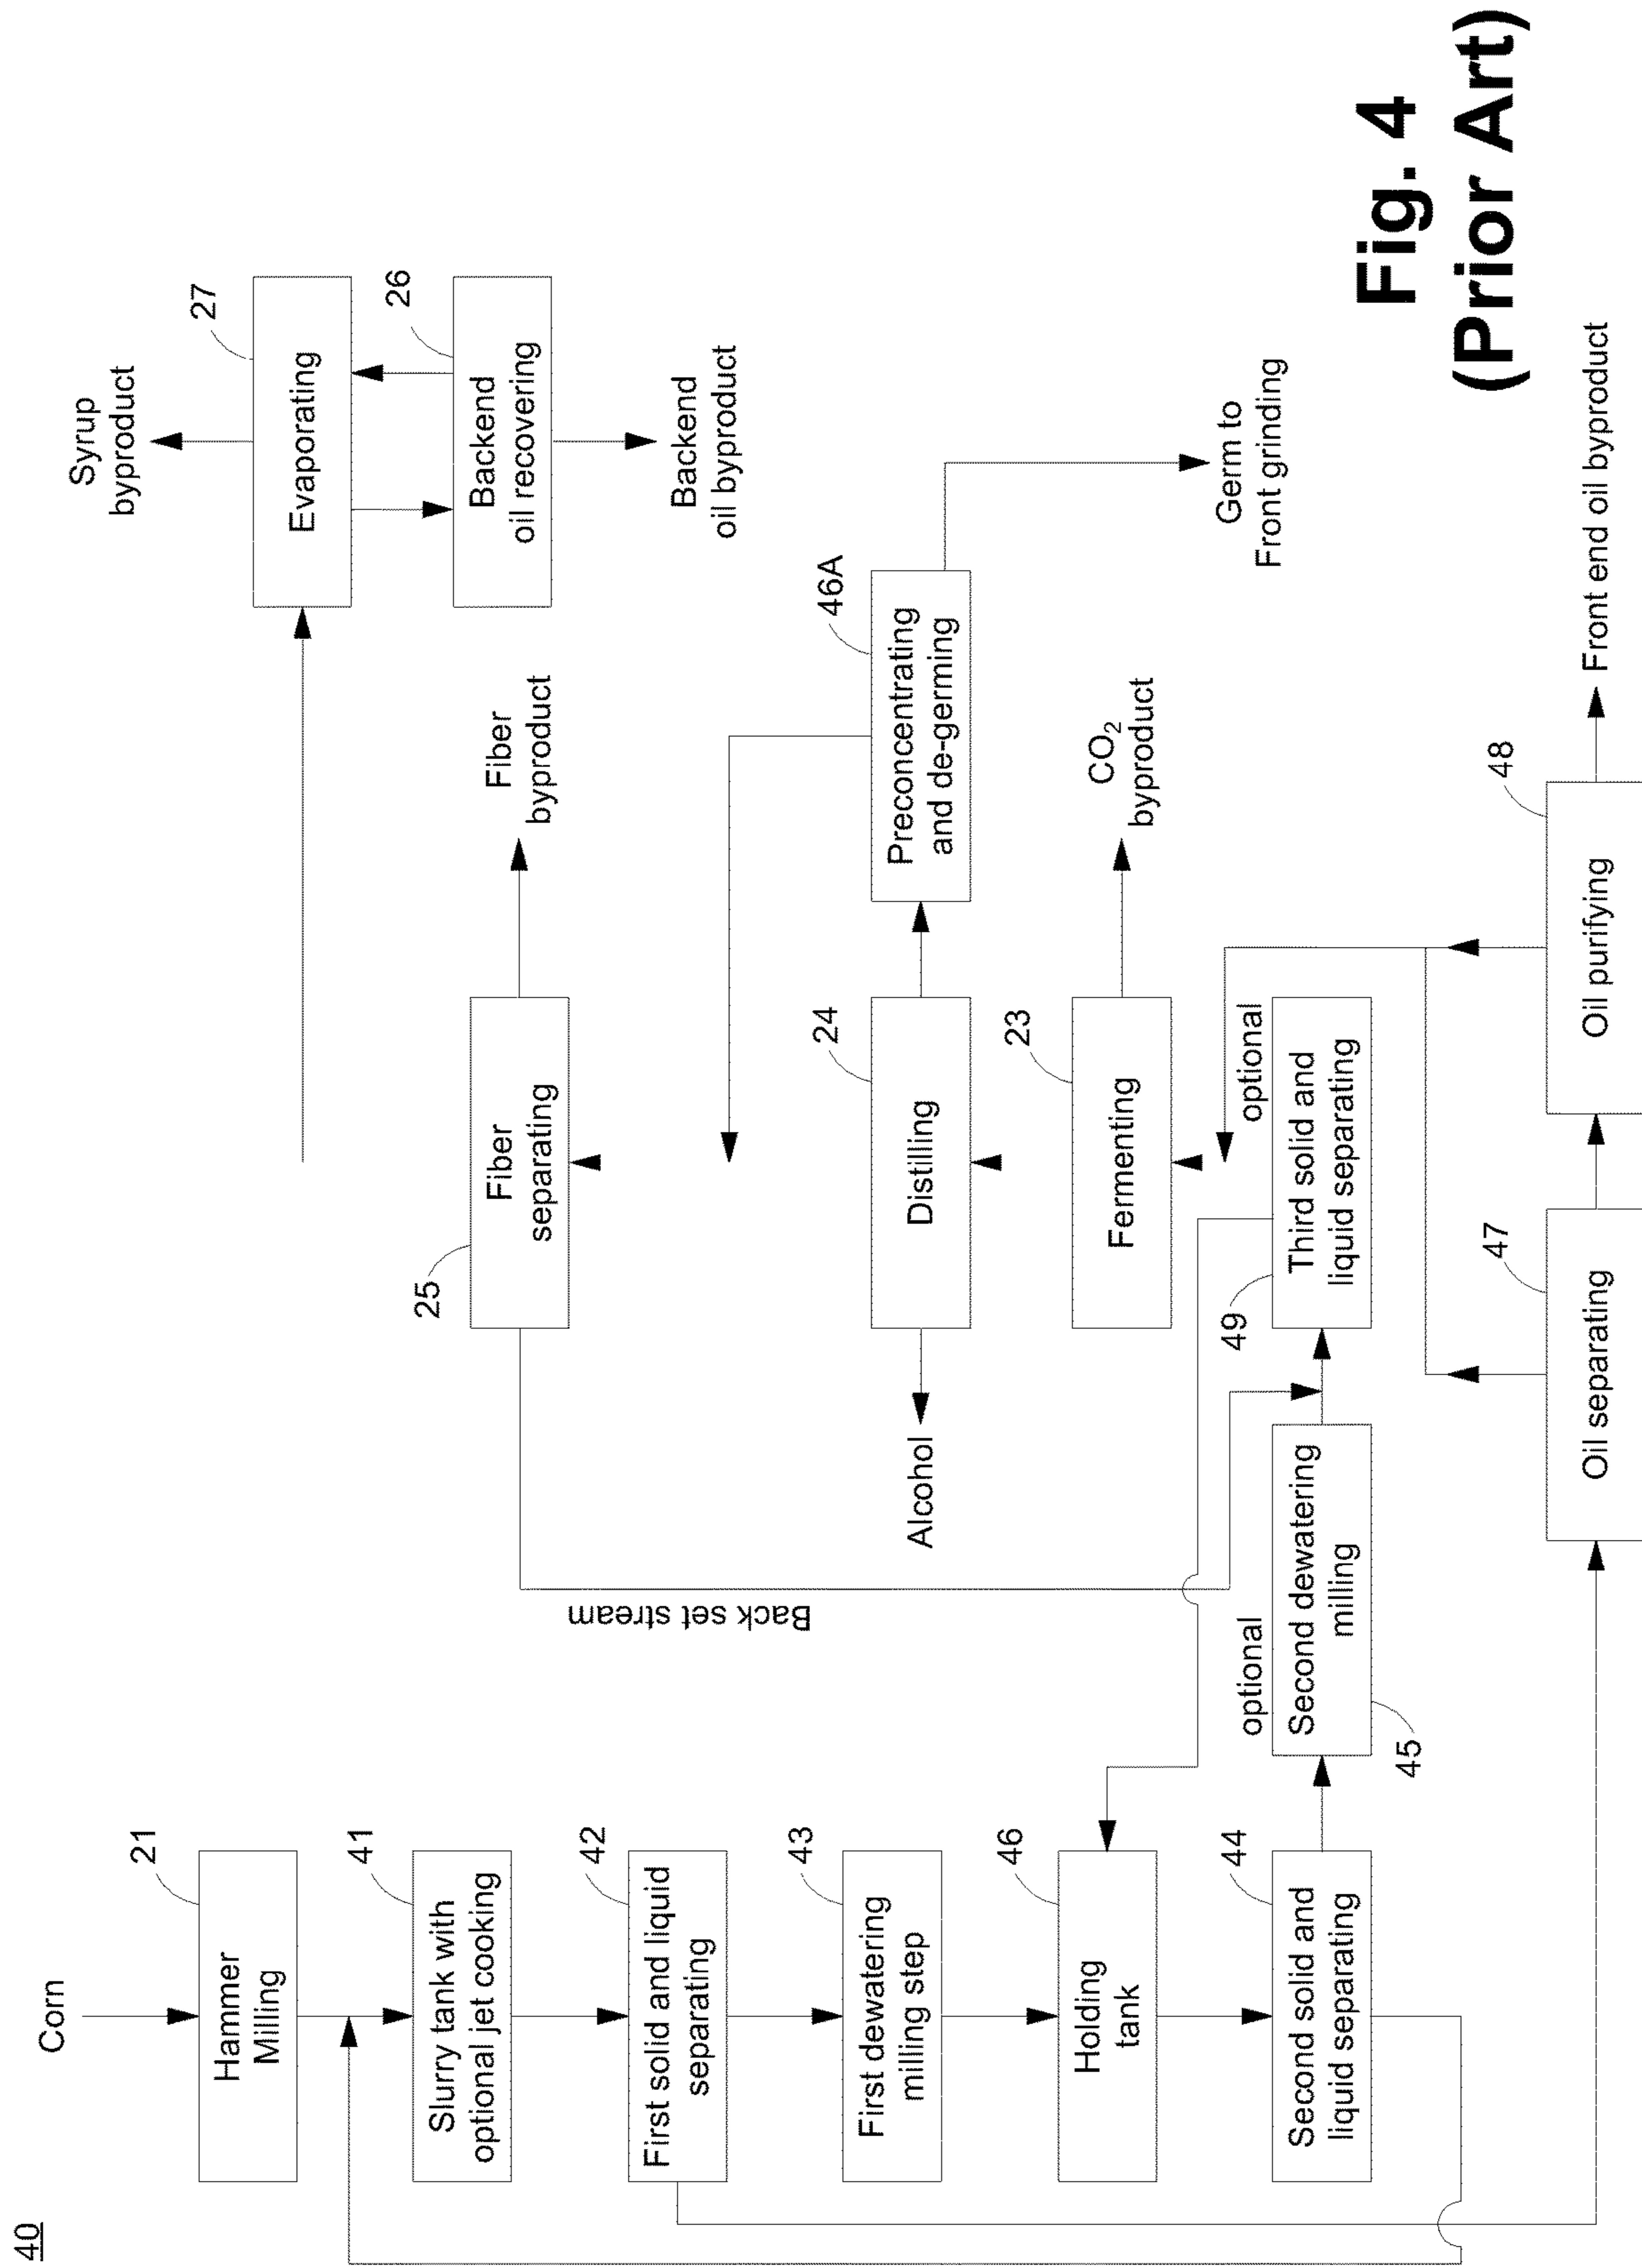 40
Corn
21
Hammer
Milling
41
Slurry tank with
optional jet cooking
42
First solid and liquid
separating
43
First dewatering
milling step
46
Holding
tank
44
Second solid and
liquid separating
optional
Second dewatering
milling
45
Back set stream
25
Fiber
separating
Fiber
byproduct
Alcohol
24
Distilling
23
Fermenting
CO₂
byproduct
optional
49
Third solid and
liquid separating
47
Oil separating
48
Oil purifying
Front end oil byproduct
46A
Preconcentrating
and de-germing
Germ to
Front grinding
Syrup
byproduct
27
Evaporating
26
Backend
oil recovering
Backend
oil byproduct
Fig. 4
(Prior Art)